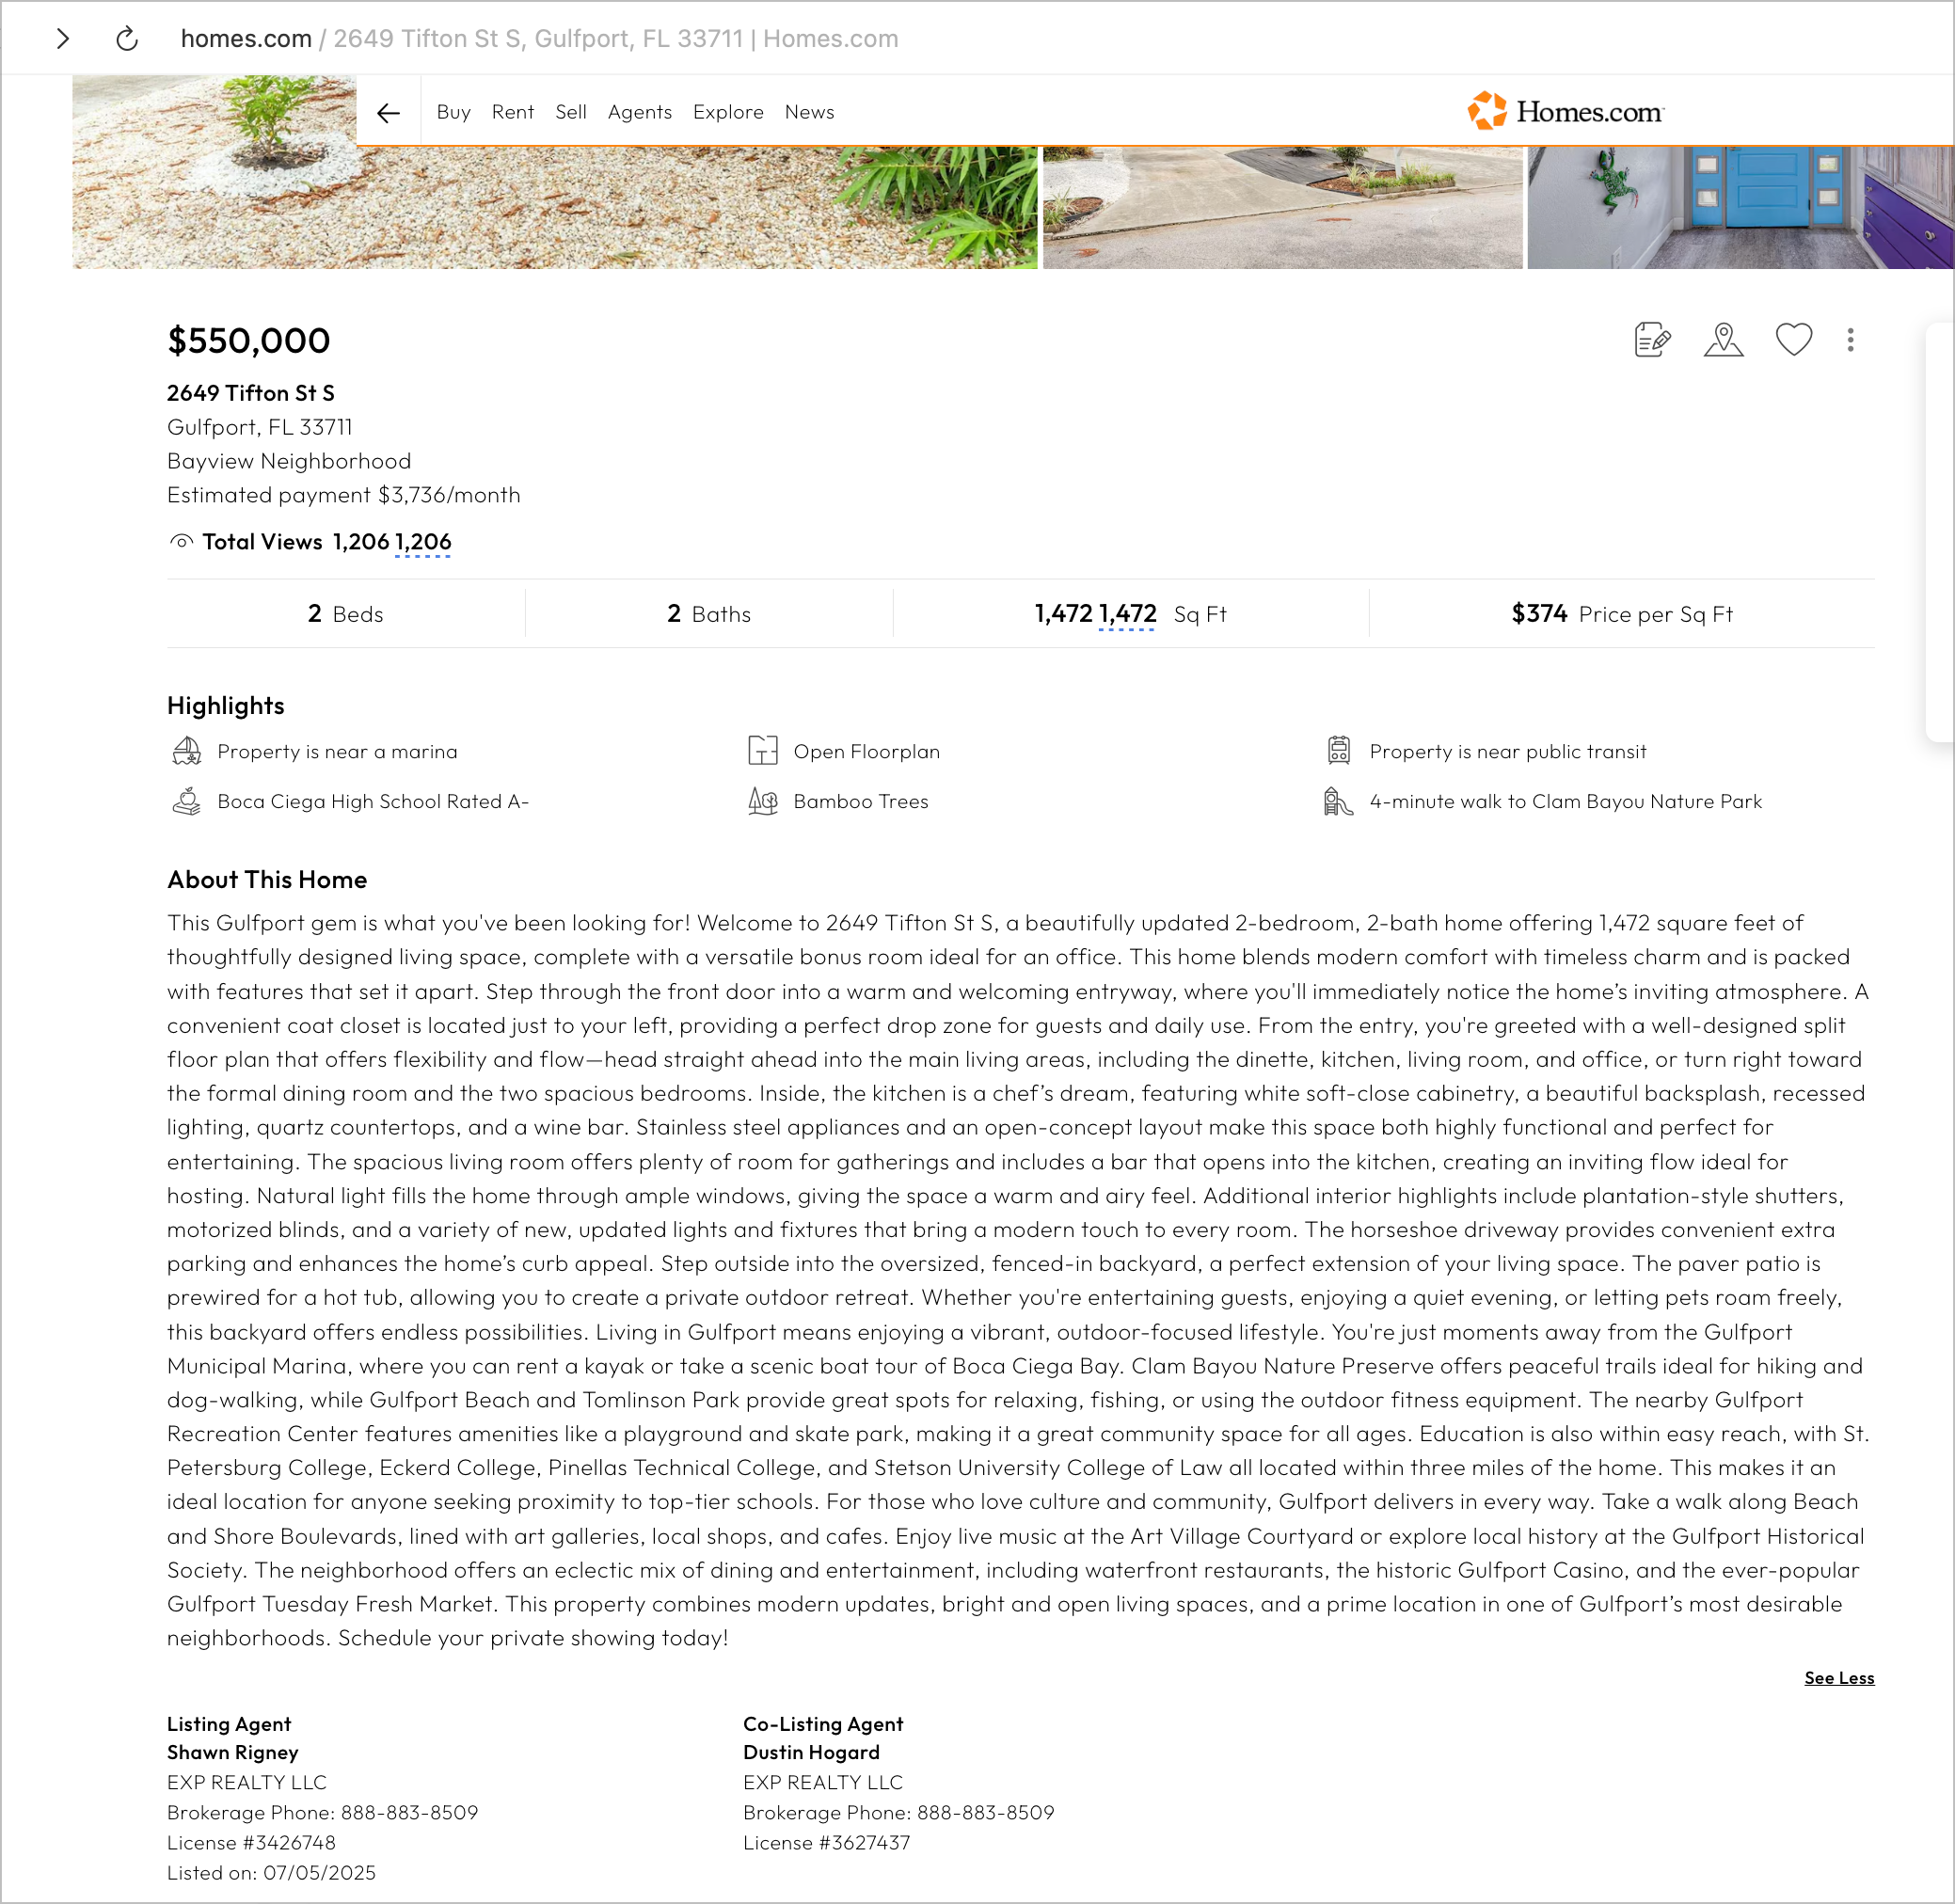 homes.com / 2649 Tifton St S, Gulfport, FL 33711 | Homes.com
Buy Rent Sell Agents Explore News
Homes.com
$550,000
2649 Tifton St S
Gulfport, FL 33711
Bayview Neighborhood
Estimated payment $3,736/month
Total Views 1,206 1,206
2 Beds
2 Baths
1,472 1,472 Sq Ft
$374 Price per Sq Ft
Highlights
Property is near a marina
Open Floorplan
Property is near public transit
Boca Ciega High School Rated A-
Bamboo Trees
4-minute walk to Clam Bayou Nature Park
About This Home
This Gulfport gem is what you've been looking for! Welcome to 2649 Tifton St S, a beautifully updated 2-bedroom, 2-bath home offering 1,472 square feet of
thoughtfully designed living space, complete with a versatile bonus room ideal for an office. This home blends modern comfort with timeless charm and is packed
with features that set it apart. Step through the front door into a warm and welcoming entryway, where you'll immediately notice the home’s inviting atmosphere. A
convenient coat closet is located just to your left, providing a perfect drop zone for guests and daily use. From the entry, you're greeted with a well-designed split
floor plan that offers flexibility and flow—head straight ahead into the main living areas, including the dinette, kitchen, living room, and office, or turn right toward
the formal dining room and the two spacious bedrooms. Inside, the kitchen is a chef’s dream, featuring white soft-close cabinetry, a beautiful backsplash, recessed
lighting, quartz countertops, and a wine bar. Stainless steel appliances and an open-concept layout make this space both highly functional and perfect for
entertaining. The spacious living room offers plenty of room for gatherings and includes a bar that opens into the kitchen, creating an inviting flow ideal for
hosting. Natural light fills the home through ample windows, giving the space a warm and airy feel. Additional interior highlights include plantation-style shutters,
motorized blinds, and a variety of new, updated lights and fixtures that bring a modern touch to every room. The horseshoe driveway provides convenient extra
parking and enhances the home’s curb appeal. Step outside into the oversized, fenced-in backyard, a perfect extension of your living space. The paver patio is
prewired for a hot tub, allowing you to create a private outdoor retreat. Whether you're entertaining guests, enjoying a quiet evening, or letting pets roam freely,
this backyard offers endless possibilities. Living in Gulfport means enjoying a vibrant, outdoor-focused lifestyle. You're just moments away from the Gulfport
Municipal Marina, where you can rent a kayak or take a scenic boat tour of Boca Ciega Bay. Clam Bayou Nature Preserve offers peaceful trails ideal for hiking and
dog-walking, while Gulfport Beach and Tomlinson Park provide great spots for relaxing, fishing, or using the outdoor fitness equipment. The nearby Gulfport
Recreation Center features amenities like a playground and skate park, making it a great community space for all ages. Education is also within easy reach, with St.
Petersburg College, Eckerd College, Pinellas Technical College, and Stetson University College of Law all located within three miles of the home. This makes it an
ideal location for anyone seeking proximity to top-tier schools. For those who love culture and community, Gulfport delivers in every way. Take a walk along Beach
and Shore Boulevards, lined with art galleries, local shops, and cafes. Enjoy live music at the Art Village Courtyard or explore local history at the Gulfport Historical
Society. The neighborhood offers an eclectic mix of dining and entertainment, including waterfront restaurants, the historic Gulfport Casino, and the ever-popular
Gulfport Tuesday Fresh Market. This property combines modern updates, bright and open living spaces, and a prime location in one of Gulfport’s most desirable
neighborhoods. Schedule your private showing today!
See Less
Listing Agent
Shawn Rigney
EXP REALTY LLC
Brokerage Phone: 888-883-8509
License #3426748
Listed on: 07/05/2025
Co-Listing Agent
Dustin Hogard
EXP REALTY LLC
Brokerage Phone: 888-883-8509
License #3627437